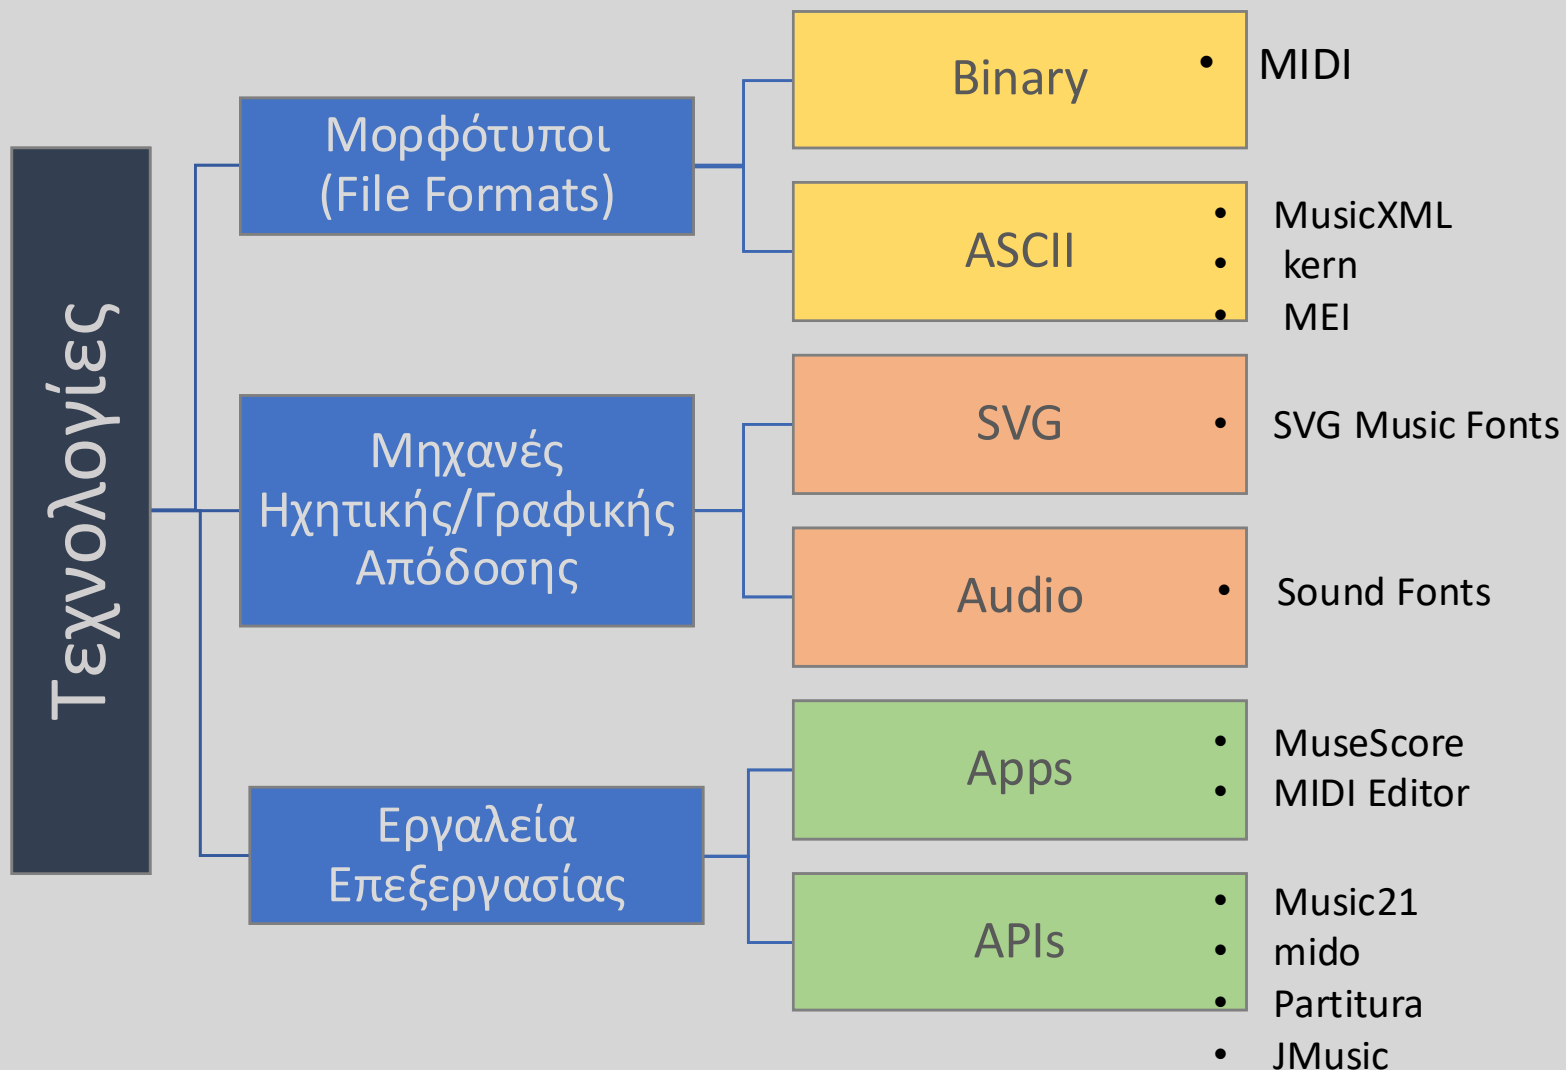 Τεχνολογίες
Μορφότυποι
(File Formats)
Binary
• MIDI
ASCII
• MusicXML
• kern
• MEI
Μηχανές
Ηχητικής/Γραφικής
Απόδοσης
SVG
• SVG Music Fonts
Audio
• Sound Fonts
Εργαλεία
Επεξεργασίας
Apps
• MuseScore
• MIDI Editor
APIs
• Music21
• mido
• Partitura
• JMusic